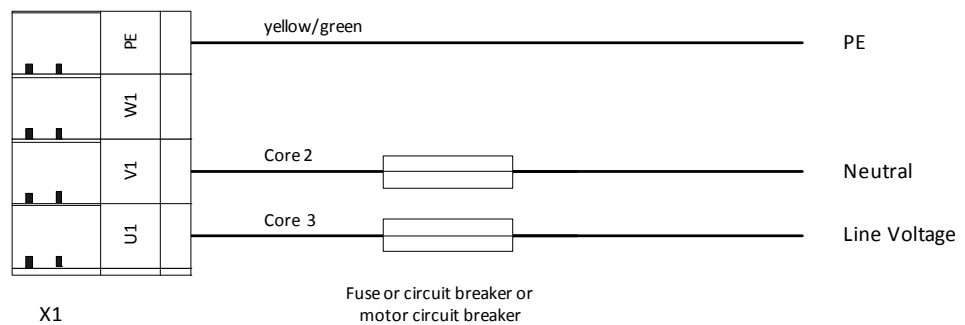 PE
yellow/green
PE
W1
V1
Core 2
Neutral
U1
Core 3
Line Voltage
X1
Fuse or circuit breaker or
motor circuit breaker